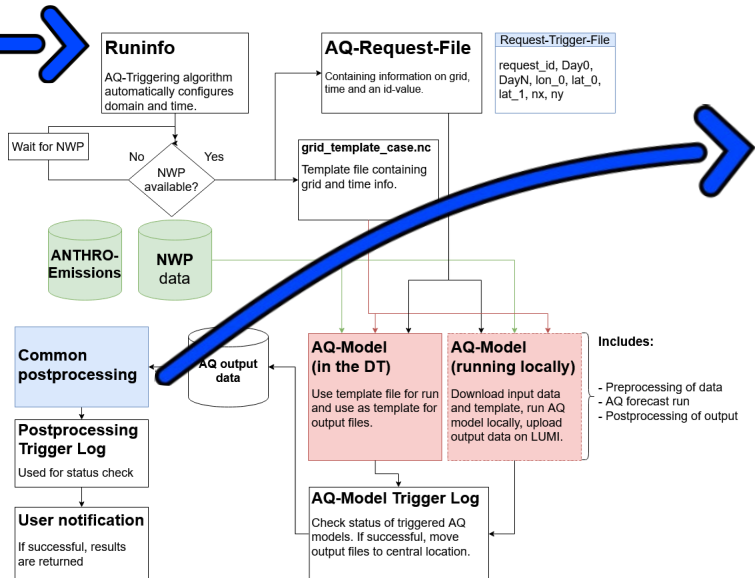 Runinfo
AQ-Triggering algorithm
automatically configures
domain and time.
AQ-Request-File
Containing information on grid,
time and an id-value.
Request-Trigger-File
request_id, Day0,
DayN, lon_0, lat_0,
lat_1, nx, ny
Wait for NWP
No
Yes
NWP
available?
grid_template_case.nc
Template file containing
grid and time info.
ANTHRO-
Emissions
NWP
data
Common
postprocessing
AQ output
data
AQ-Model
(in the DT)
Use template file for run
and use as template for
output files.
AQ-Model
(running locally)
Download input data
and template, run AQ
model locally, upload
output data on LUMI.
Includes:
- Preprocessing of data
- AQ forecast run
- Postprocessing of output
Postprocessing
Trigger Log
Used for status check
AQ-Model Trigger Log
Check status of triggered AQ
models. If successful, move
output files to central location.
User notification
If successful, results
are returned